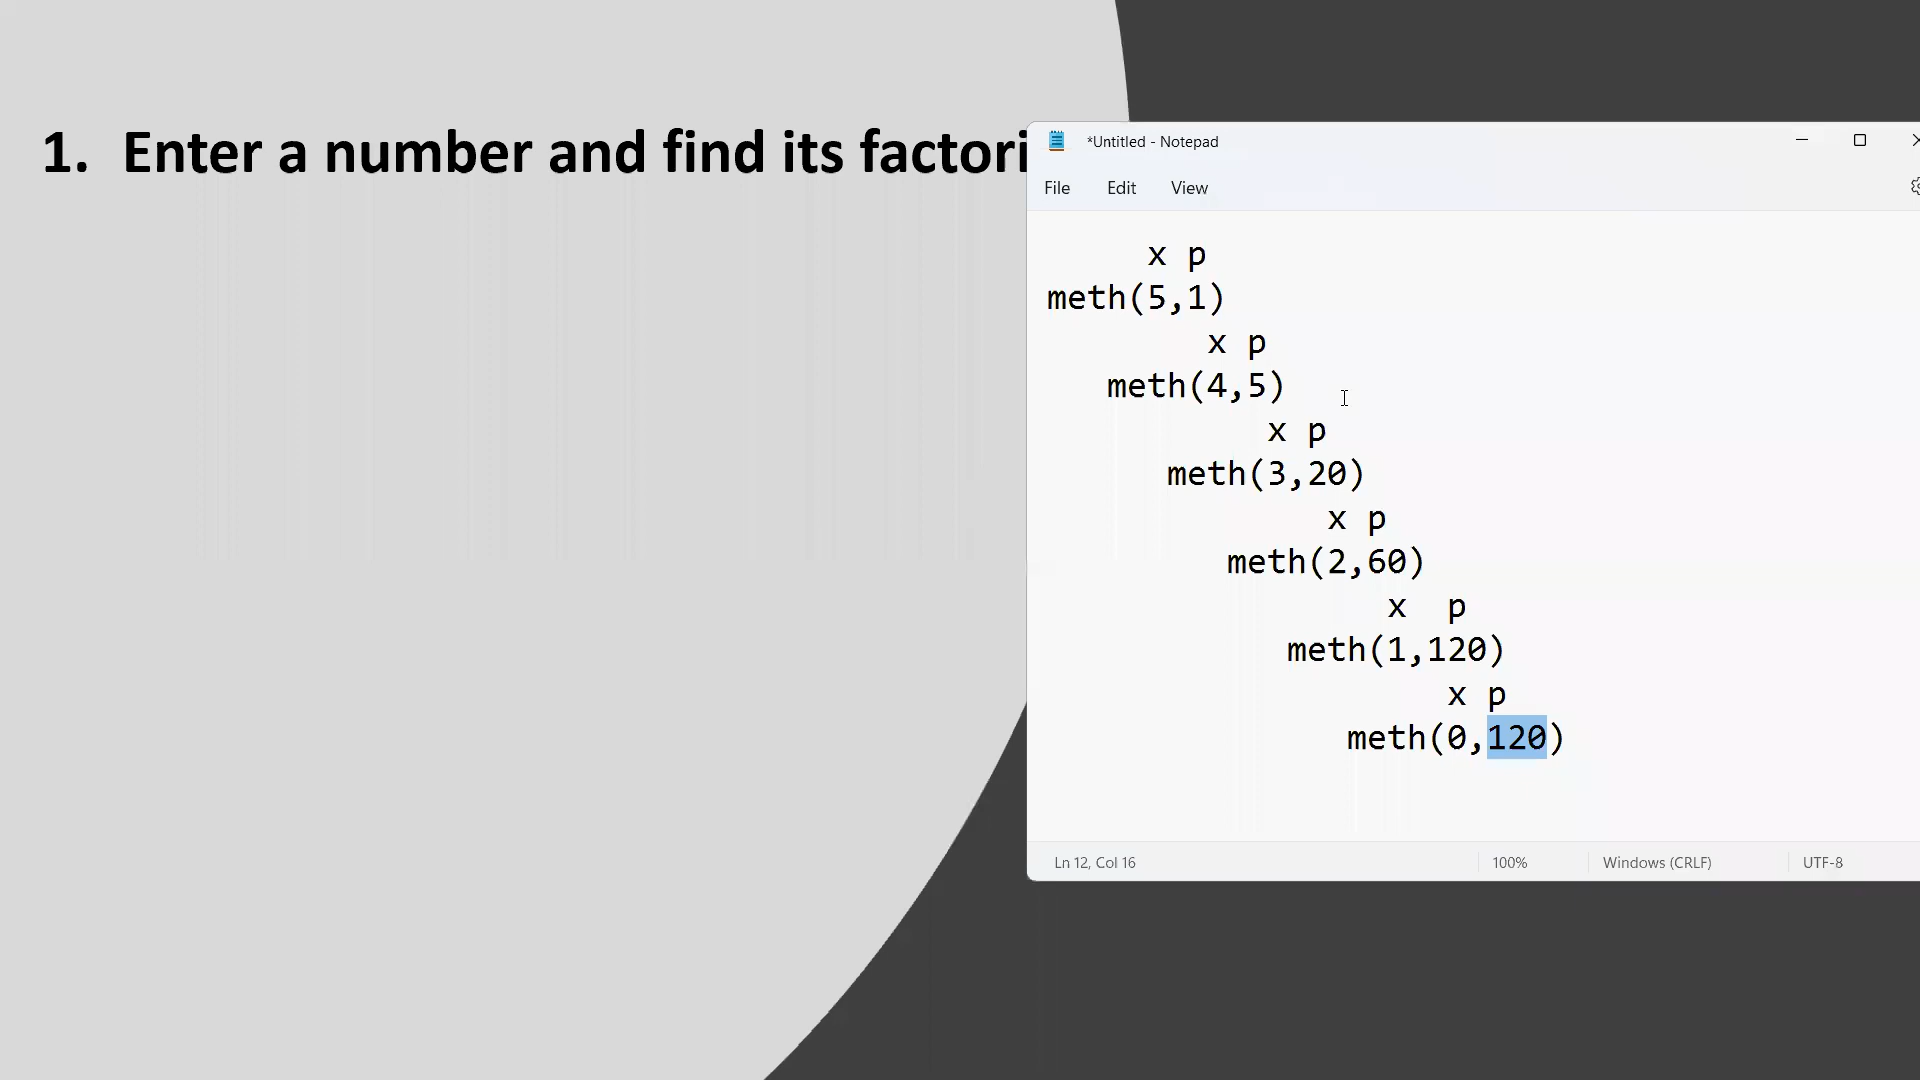 1. Enter a number and find its factori
*Untitled - Notepad
File Edit View
x p
meth(5,1)
x p
meth(4,5)
x p
meth(3,20)
x p
meth(2,60)
x p
meth(1,120)
x p
meth(0,120)
Ln 12, Col 16 100% Windows (CRLF) UTF-8